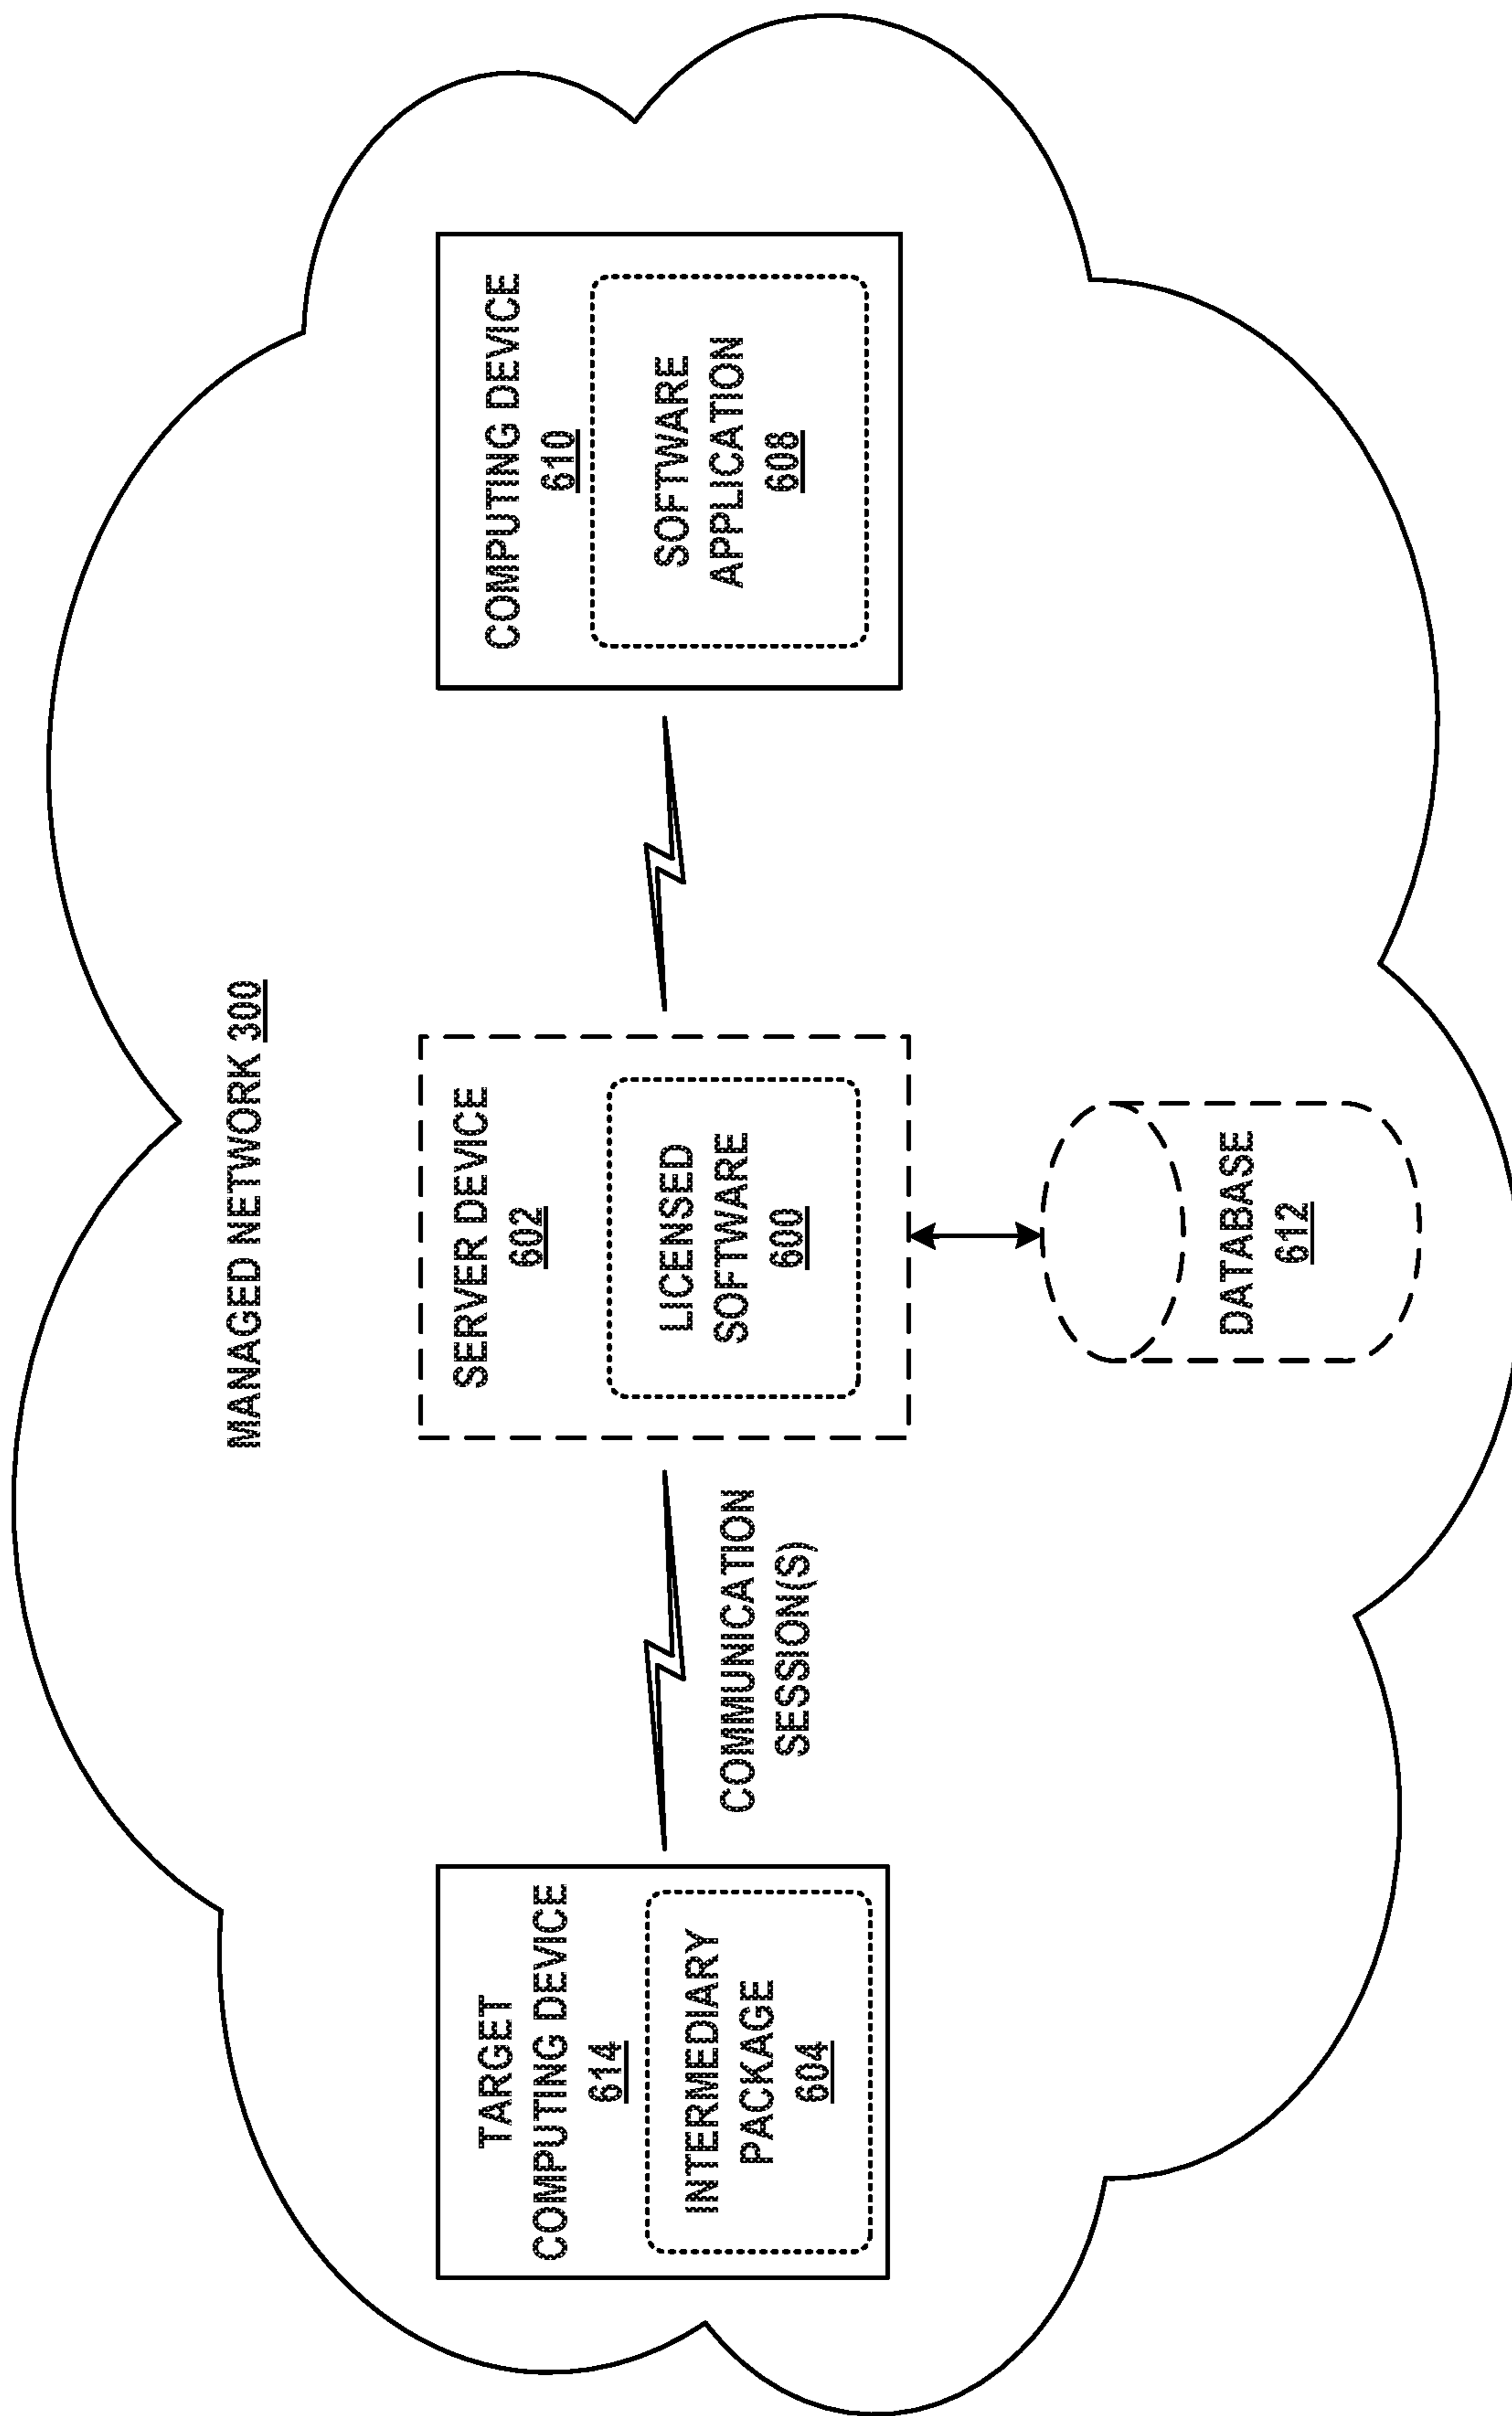 MANAGED NETWORK 300
TARGET
COMPUTING DEVICE
614
INTERMEDIARY
PACKAGE
604
COMMUNICATION
SESSION(S)
SERVER DEVICE
602
LICENSED
SOFTWARE
600
DATABASE
612
COMPUTING DEVICE
610
SOFTWARE
APPLICATION
608